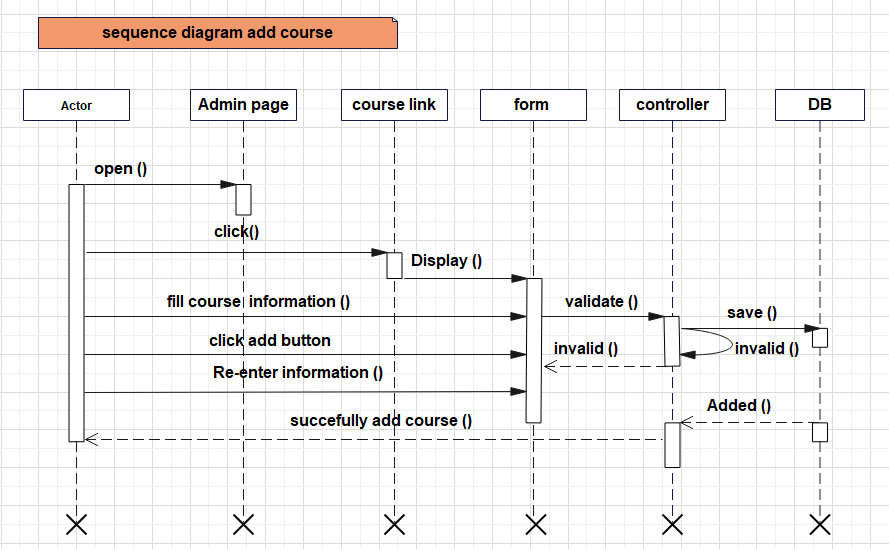 sequence diagram add course
Actor
Admin page
course link
form
controller
DB
open ()
click()
Display ()
fill course information ()
validate ()
save ()
click add button
invalid ()
invalid ()
Re-enter information ()
Added ()
succefully add course ()